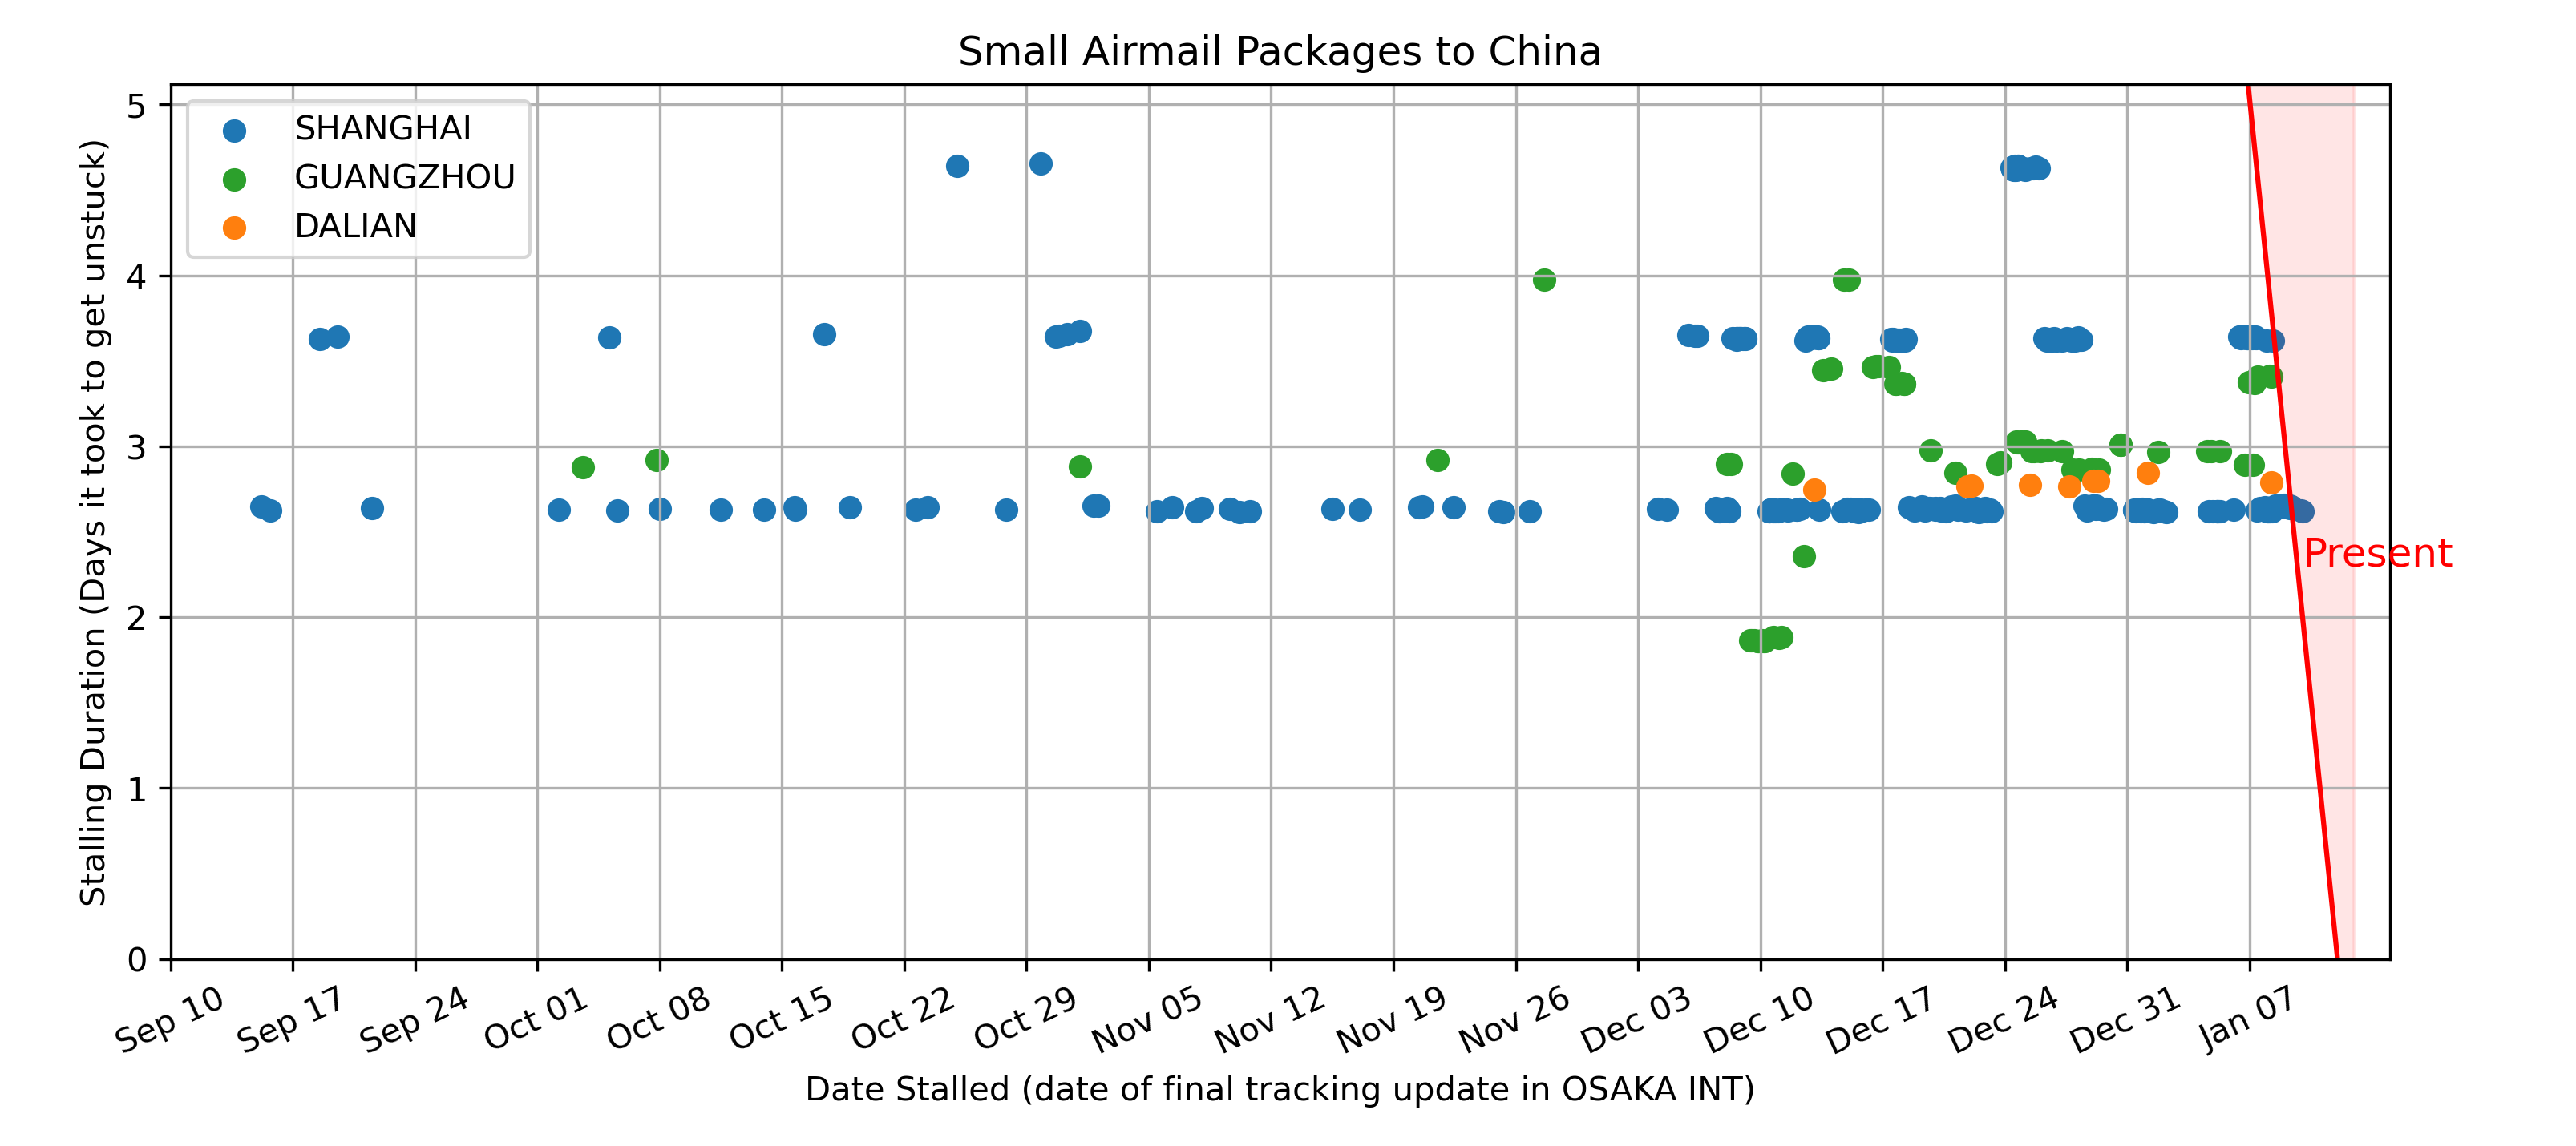 Small Airmail Packages to China
Stalling Duration (Days it took to get unstuck)
5
4
3
2
1
0
SHANGHAI
GUANGZHOU
DALIAN
Present
Sep 10 Sep 17 Sep 24 Oct 01 Oct 08 Oct 15 Oct 22 Oct 29 Nov 05 Nov 12 Nov 19 Nov 26 Dec 03 Dec 10 Dec 17 Dec 24 Dec 31 Jan 07
Date Stalled (date of final tracking update in OSAKA INT)